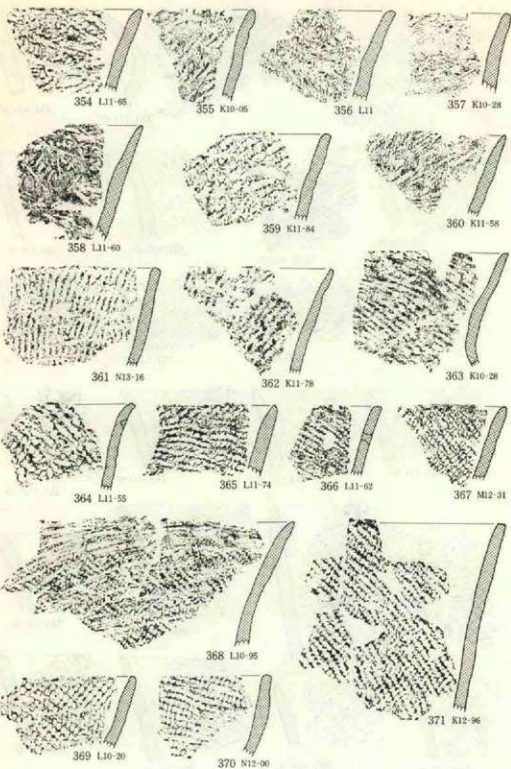 354 L11-65
355 K10-05
356 L11
357 K10-28
358 L11-60
359 K11-84
360 K11-58
361 N13-16
362 K11-78
363 K10-28
364 L11-55
365 L11-74
366 L11-62
367 M12-31
368 L10-95
371 K12-96
369 L10-20
370 N12-00